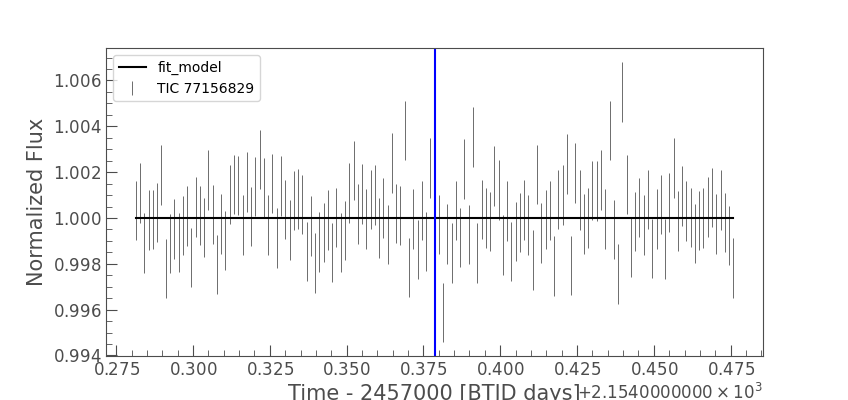 fit_model
TIC 77156829
Normalized Flux
1.006
1.004
1.002
1.000
0.998
0.996
0.994
0.275 0.300 0.325 0.350 0.375 0.400 0.425 0.450 0.475
Time - 2457000 [BTJD days]
+2.1540000000 × 10³